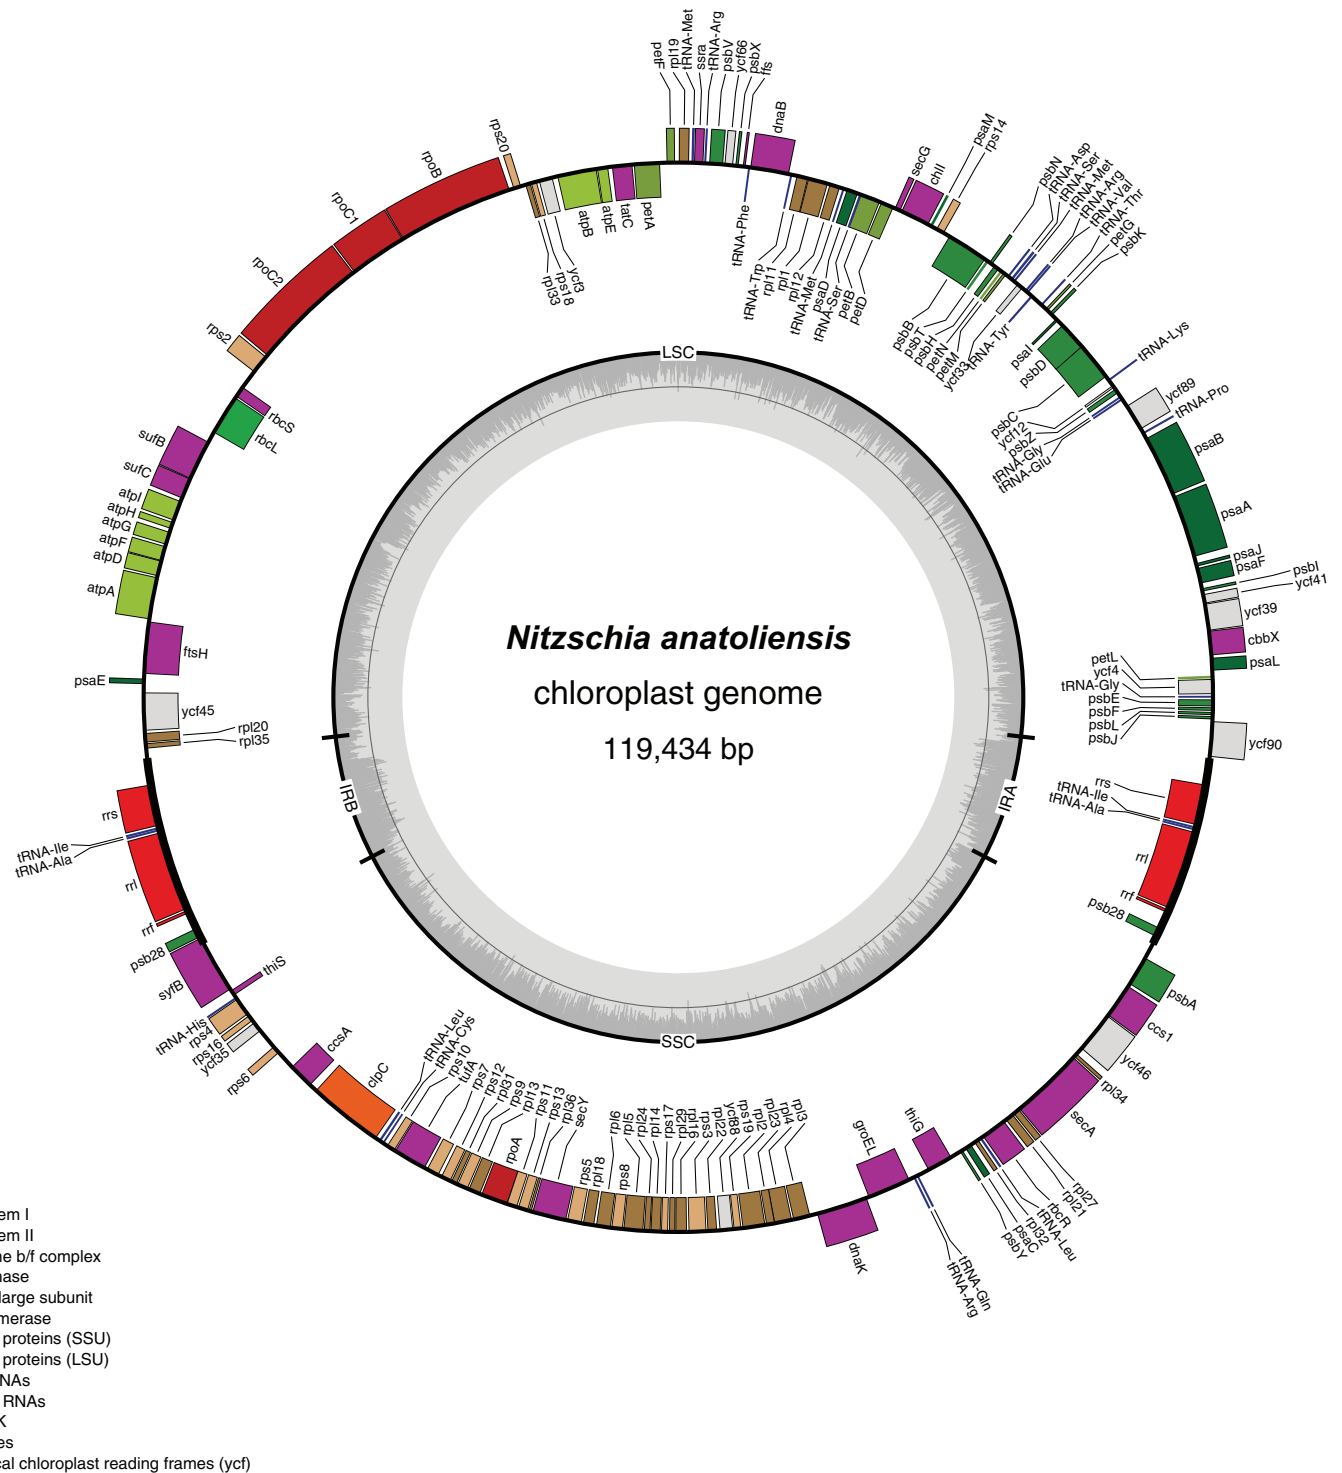 petF
rpl19
tRNA-Met
ssra
tRNA-Arg
psbV
ycf66
psbX
ffs
dnaB
secG
chlI
psaM
rps14
psbN
tRNA-Asp
tRNA-Ser
tRNA-Met
tRNA-Arg
tRNA-Val
tRNA-Thr
petG
psbK
tRNA-Lys
ycf89
tRNA-Pro
psaB
psaA
psaJ
psaF
psbI
ycf41
ycf39
cbbX
psaL
ycf90
rps20
rpoB
rpoC1
rpoC2
rps2
rpl33
rps18
ycf3
atpB
atpE
tatC
petA
tRNA-Phe
tRNA-Trp
rpl11
rpl1
rpl12
tRNA-Met
psaD
tRNA-Ser
petB
petD
psbB
psbT
psbH
petN
petM
ycf33
tRNA-Tyr
psaI
psbD
psbC
ycf12
psbZ
tRNA-Gly
tRNA-Glu
petL
ycf4
tRNA-Gly
psbE
psbF
psbL
psbJ
rrs
tRNA-Ile
tRNA-Ala
rrl
rrf
psb28
rbcS
rbcL
sufB
sufC
atpI
atpH
atpG
atpF
atpD
atpA
ftsH
psaE
ycf45
rpl20
rpl35
rrs
tRNA-Ile
tRNA-Ala
rrl
rrf
psb28
syfB
thiS
tRNA-His
rps4
rps16
ycf35
rps6
ccsA
clpC
tRNA-Leu
tRNA-Cys
rps10
tufA
rps7
rps12
rpl31
rps9
rpl13
rpoA
rps11
rps13
rpl36
secY
rps5
rpl18
rpl6
rps8
rpl5
rpl24
rpl14
rps17
rpl29
rpl16
rps3
rpl22
ycf88
rps19
rpl2
rpl23
rpl4
rpl3
dnaK
groEL
thiG
tRNA-Gln
tRNA-Arg
psbY
psaC
rpl32
tRNA-Leu
rbcR
rpl21
rpl27
secA
rpl34
ycf46
ccs1
psbA
LSC
IRB
IRA
SSC
Nitzschia anatoliensis
chloroplast genome
119,434 bp
em I
em II
ne b/f complex
hase
large subunit
merase
proteins (SSU)
proteins (LSU)
NAs
RNAs
K
es
cal chloroplast reading frames (ycf)